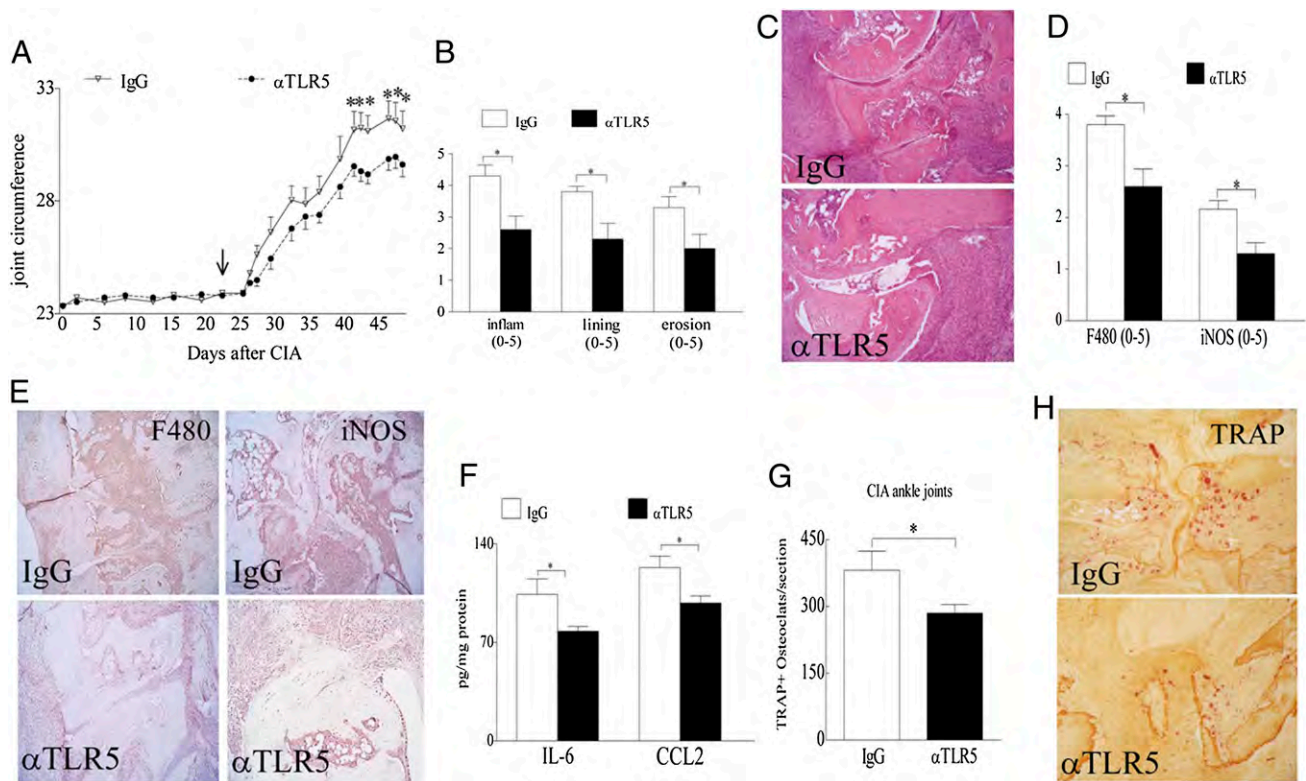 A
IgG
αTLR5
33
28
23
joint circumference
******
0 5 10 15 20 25 30 35 40 45
Days after CIA
B
IgG
αTLR5
5
4
3
2
1
0
* * *
inflam lining erosion
(0-5) (0-5) (0-5)
C
IgG
αTLR5
D
IgG
αTLR5
4
3
2
1
0
* *
F480 (0-5) iNOS (0-5)
E
F480
IgG
iNOS
IgG
αTLR5
αTLR5
F
IgG
αTLR5
140
70
0
pg/mg protein
* *
IL-6 CCL2
G
CIA ankle joints
*
450
300
150
0
TRAP+ Osteoclats/section
IgG αTLR5
H
TRAP
IgG
αTLR5